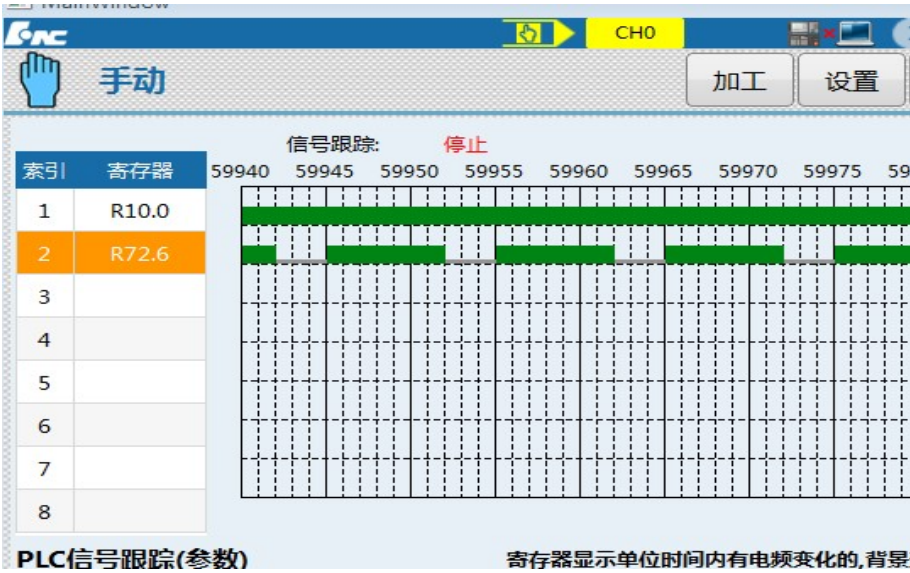 MainWindow
HNC
CH0
手动
加工
设置
信号跟踪:
停止
索引
寄存器
59940
59945
59950
59955
59960
59965
59970
59975
59
1
R10.0
2
R72.6
3
4
5
6
7
8
PLC信号跟踪(参数)
寄存器显示单位时间内有电频变化的,背景